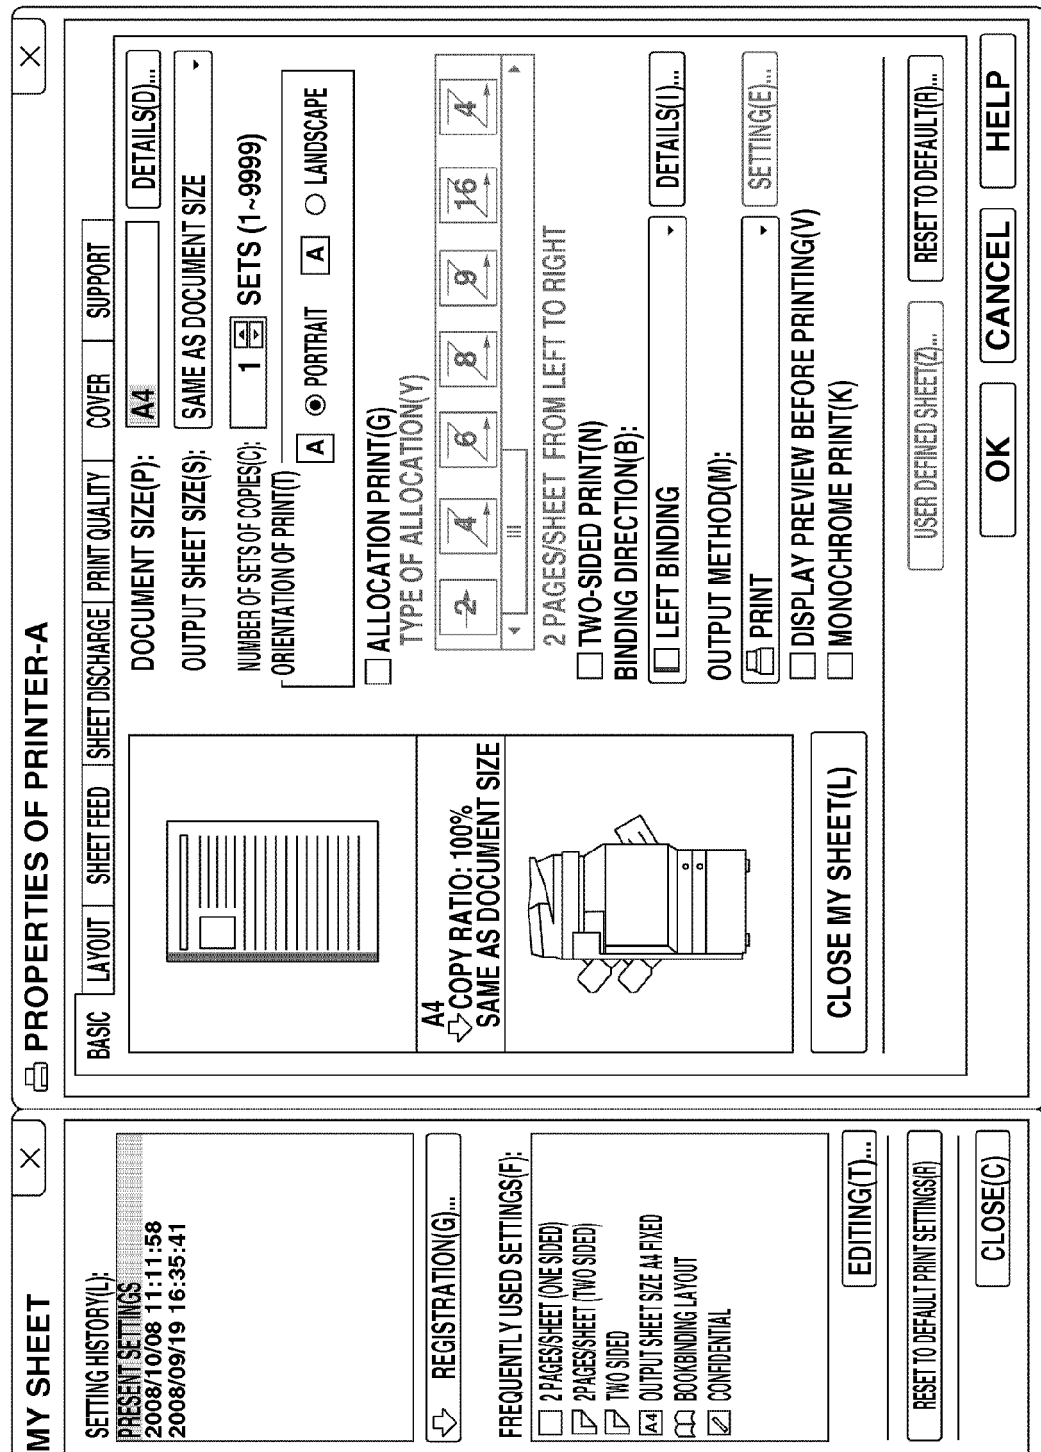 MY SHEET
SETTING HISTORY(L):
PRESENT SETTINGS
2008/10/08 11:11:58
2008/09/19 16:35:41
REGISTRATION(G)...
FREQUENTLY USED SETTINGS(F):
2 PAGES/SHEET (ONE SIDED)
2PAGES/SHEET (TWO SIDED)
TWO SIDED
A4 OUTPUT SHEET SIZE A4 FIXED
BOOKBINDING LAYOUT
CONFIDENTIAL
EDITING(T)...
RESET TO DEFAULT PRINT SETTINGS(R)
CLOSE(C)
PROPERTIES OF PRINTER-A
BASIC LAYOUT SHEET FEED SHEET DISCHARGE PRINT QUALITY COVER SUPPORT
A4
COPY RATIO: 100%
SAME AS DOCUMENT SIZE
CLOSE MY SHEET(L)
DOCUMENT SIZE(P): A4 DETAILS(D)...
OUTPUT SHEET SIZE(S): SAME AS DOCUMENT SIZE
NUMBER OF SETS OF COPIES(C): 1 SETS (1~9999)
ORIENTATION OF PRINT(T)
A PORTRAIT A LANDSCAPE
ALLOCATION PRINT(G)
TYPE OF ALLOCATION(Y)
2 4 6 8 9 16 4
2 PAGES/SHEET FROM LEFT TO RIGHT
TWO-SIDED PRINT(N)
BINDING DIRECTION(B):
LEFT BINDING DETAILS(I)...
OUTPUT METHOD(M):
PRINT SETTING(E)...
DISPLAY PREVIEW BEFORE PRINTING(V)
MONOCHROME PRINT(K)
USER DEFINED SHEET(Z)... RESET TO DEFAULT(R)...
OK CANCEL HELP